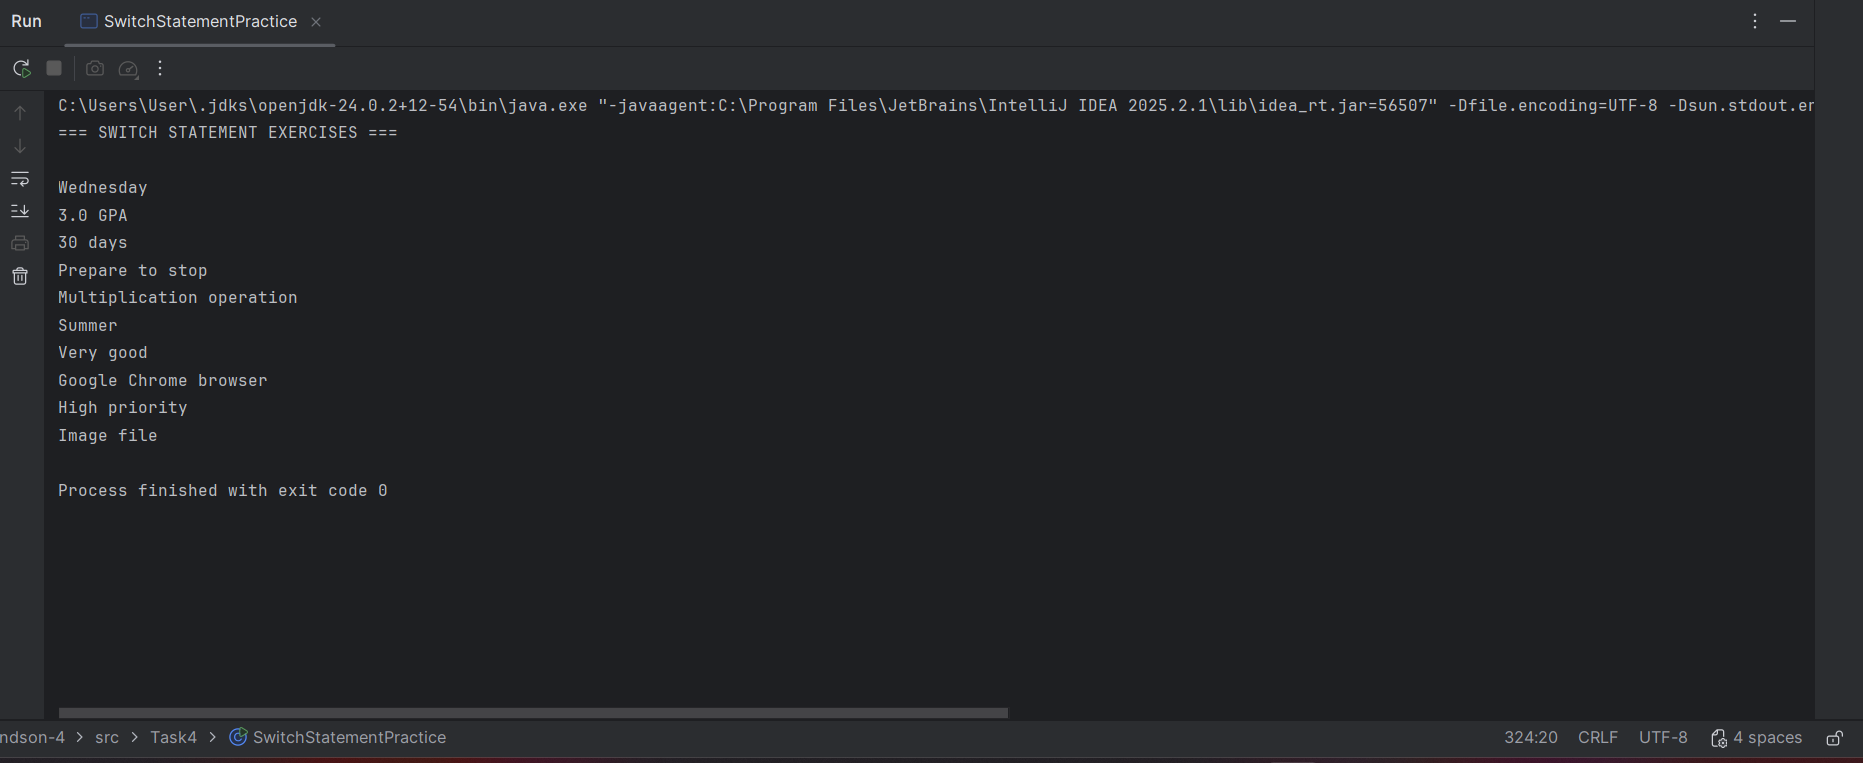 Run SwitchStatementPractice
C:\Users\User\.jdks\openjdk-24.0.2+12-54\bin\java.exe "-javaagent:C:\Program Files\JetBrains\IntelliJ IDEA 2025.2.1\lib\idea_rt.jar=56507" -Dfile.encoding=UTF-8 -Dsun.stdout.er
=== SWITCH STATEMENT EXERCISES ===
Wednesday
3.0 GPA
30 days
Prepare to stop
Multiplication operation
Summer
Very good
Google Chrome browser
High priority
Image file
Process finished with exit code 0
ndson-4 > src > Task4 > SwitchStatementPractice 324:20 CRLF UTF-8 4 spaces